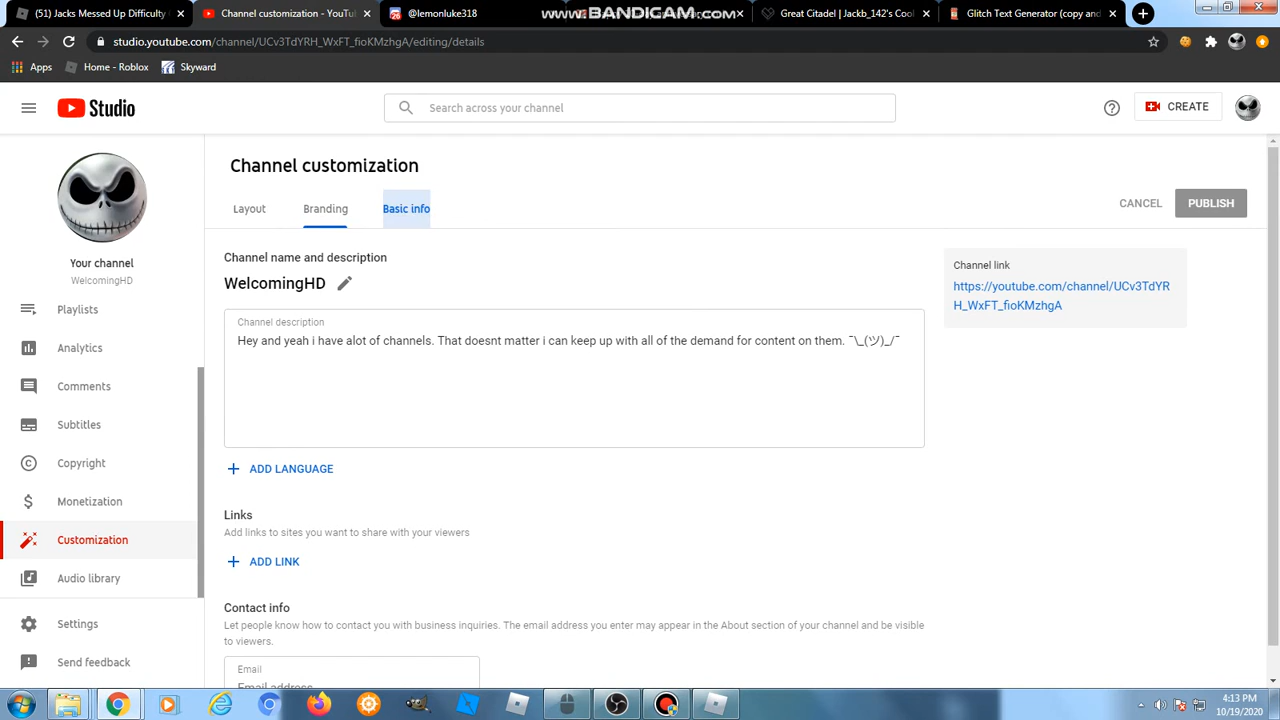 (51) Jacks Messed Up Difficulty C
Channel customization - YouTu
@lemonluke318
WWW.BANDICAM.COM
Great Citadel | Jackb_142's Cool
Glitch Text Generator (copy and
studio.youtube.com/channel/UCv3TdYRH_WxFT_fioKMzhgA/editing/details
Apps
Home - Roblox
Skyward
Studio
Search across your channel
CREATE
Channel customization
Layout
Branding
Basic info
CANCEL
PUBLISH
Your channel
WelcomingHD
Playlists
Analytics
Comments
Subtitles
Copyright
Monetization
Customization
Audio library
Settings
Send feedback
Channel name and description
WelcomingHD
Channel description
Hey and yeah i have alot of channels. That doesnt matter i can keep up with all of the demand for content on them. ¯\_(ツ)_/¯
ADD LANGUAGE
Links
Add links to sites you want to share with your viewers
ADD LINK
Contact info
Let people know how to contact you with business inquiries. The email address you enter may appear in the About section of your channel and be visible
to viewers.
Email
Email address
Channel link
https://youtube.com/channel/UCv3TdYR
H_WxFT_fioKMzhgA
4:13 PM
10/19/2020